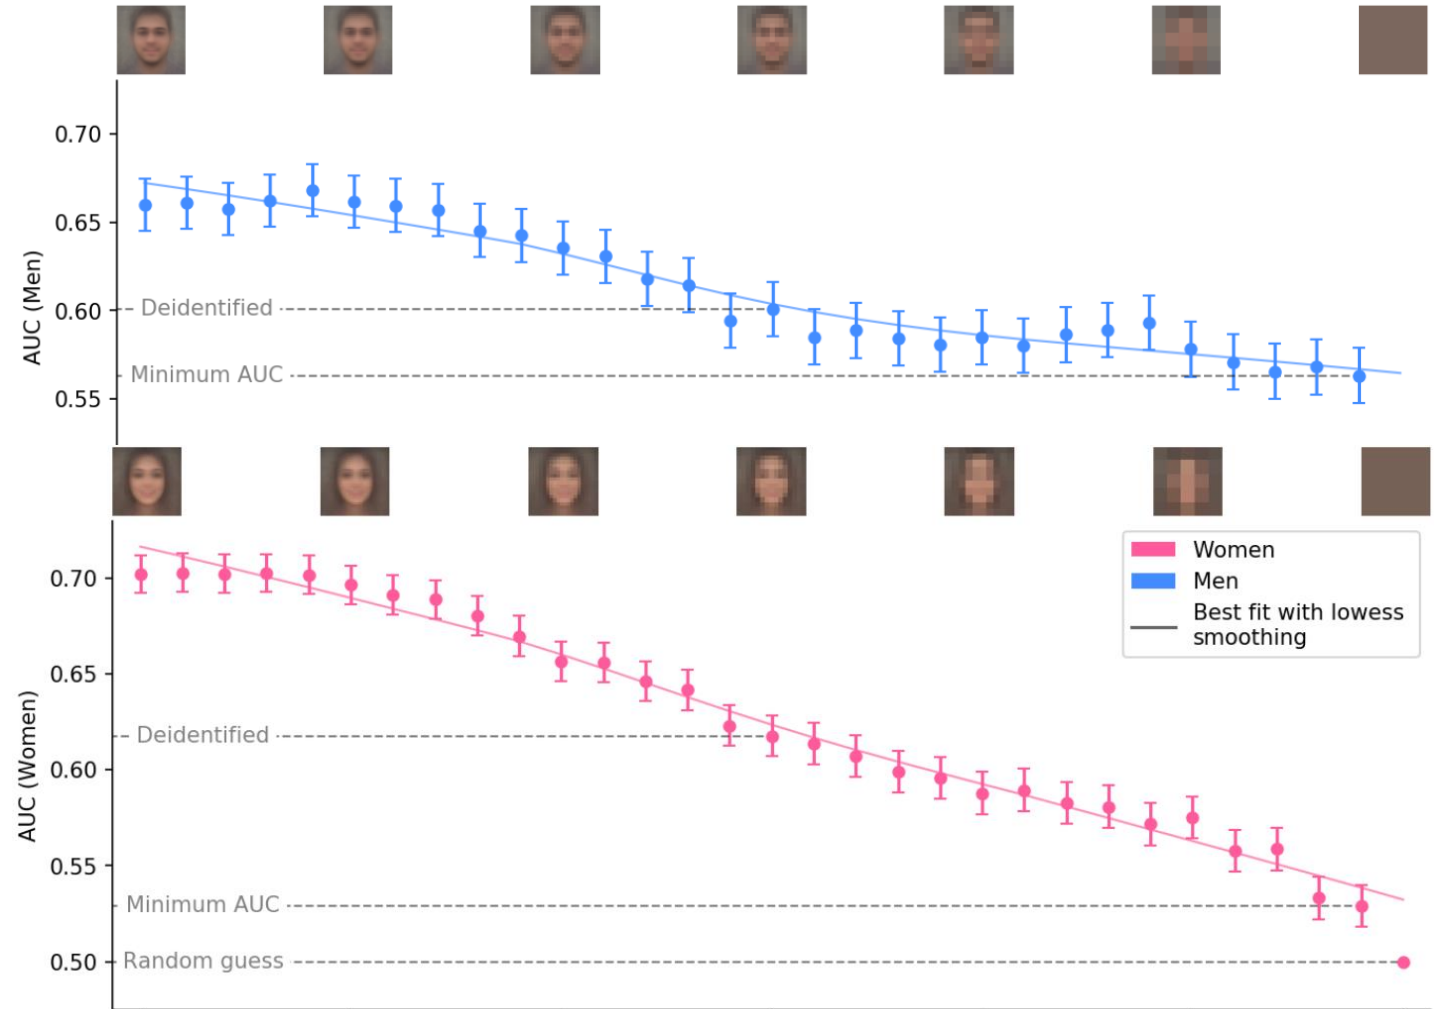 0.70
0.65
0.60
0.55
AUC (Men)
Deidentified
Minimum AUC
0.70
0.65
0.60
0.55
0.50
AUC (Women)
Deidentified
Minimum AUC
Random guess
Women
Men
Best fit with lowess
smoothing